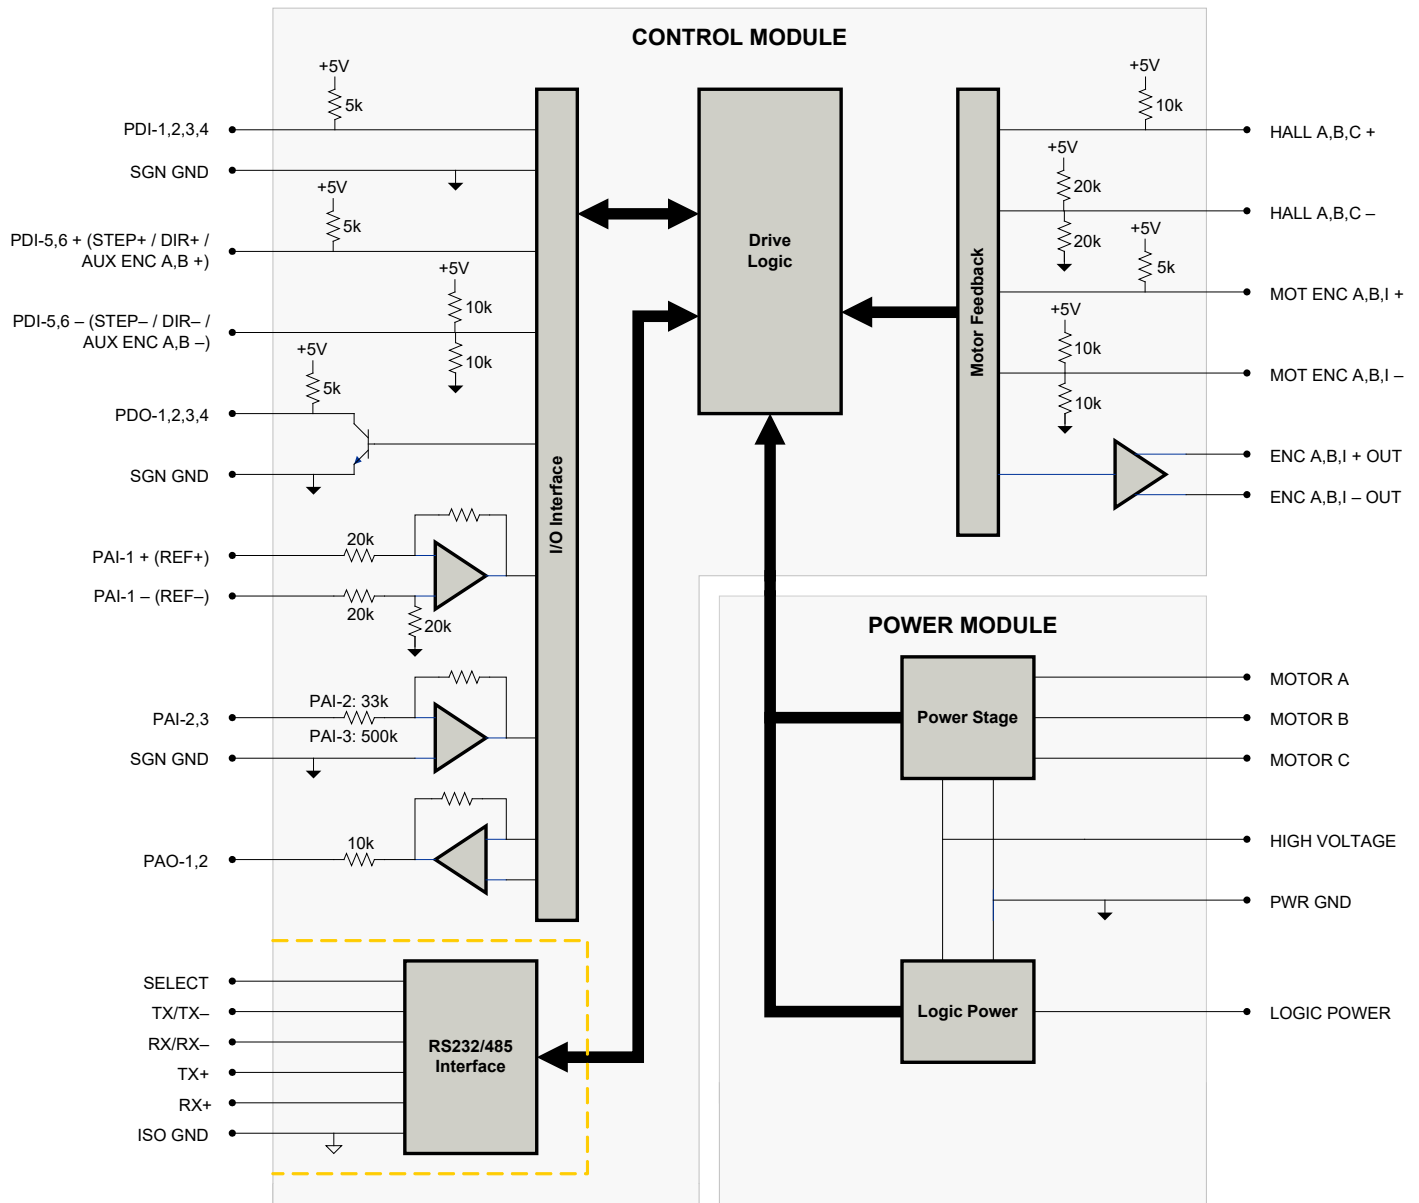 CONTROL MODULE
+5V
5k
PDI-1,2,3,4
SGN GND
+5V
5k
PDI-5,6 + (STEP+ / DIR+ /
AUX ENC A,B +)
+5V
10k
PDI-5,6 – (STEP– / DIR– /
AUX ENC A,B –)
10k
+5V
5k
PDO-1,2,3,4
SGN GND
20k
PAI-1 + (REF+)
PAI-1 – (REF–)
20k
20k
PAI-2: 33k
PAI-2,3
PAI-3: 500k
SGN GND
10k
PAO-1,2
I/O Interface
Drive
Logic
Motor Feedback
+5V
10k
HALL A,B,C +
+5V
20k
HALL A,B,C –
20k
+5V
5k
MOT ENC A,B,I +
+5V
10k
MOT ENC A,B,I –
10k
ENC A,B,I + OUT
ENC A,B,I – OUT
POWER MODULE
Power Stage
MOTOR A
MOTOR B
MOTOR C
HIGH VOLTAGE
PWR GND
Logic Power
LOGIC POWER
SELECT
TX/TX–
RX/RX–
TX+
RX+
ISO GND
RS232/485
Interface